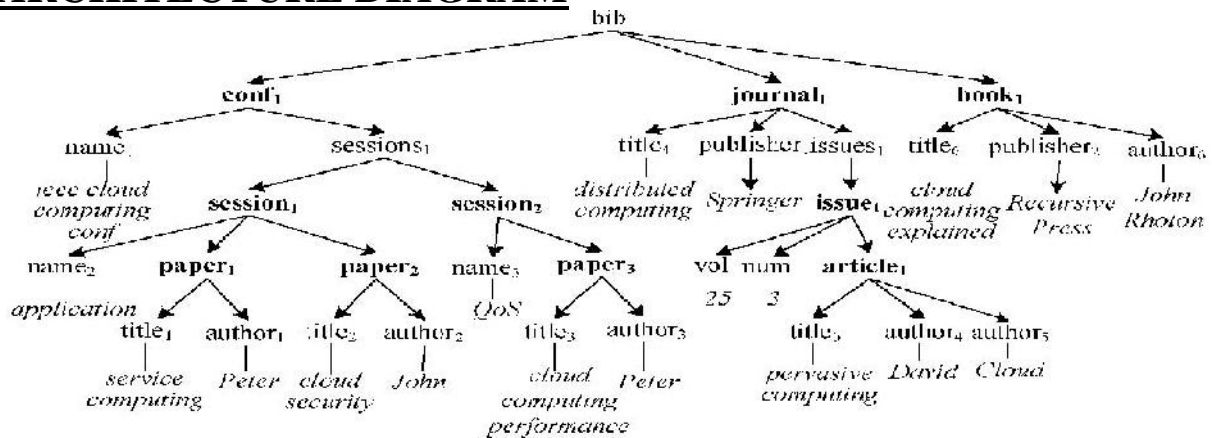 ARCHITECTURE DIAGRAM
bib
conf₁ journal₁ book₁
name₁ sessions₁ title₄ publisher₁ issues₁ title₆ publisher₂ author₆
ieee cloud computing conf
session₁ session₂
distributed computing
Springer
issue₁
cloud computing explained
Recursive Press
John Rhoton
name₂ paper₁ paper₂ name₃ paper₃ vol num article₁
application
QoS
25 3
title₁ author₁ title₂ author₂ title₃ author₃ title₅ author₄ author₅
service computing
Peter
cloud security
John
cloud computing performance
Peter
pervasive computing
David
Cloud